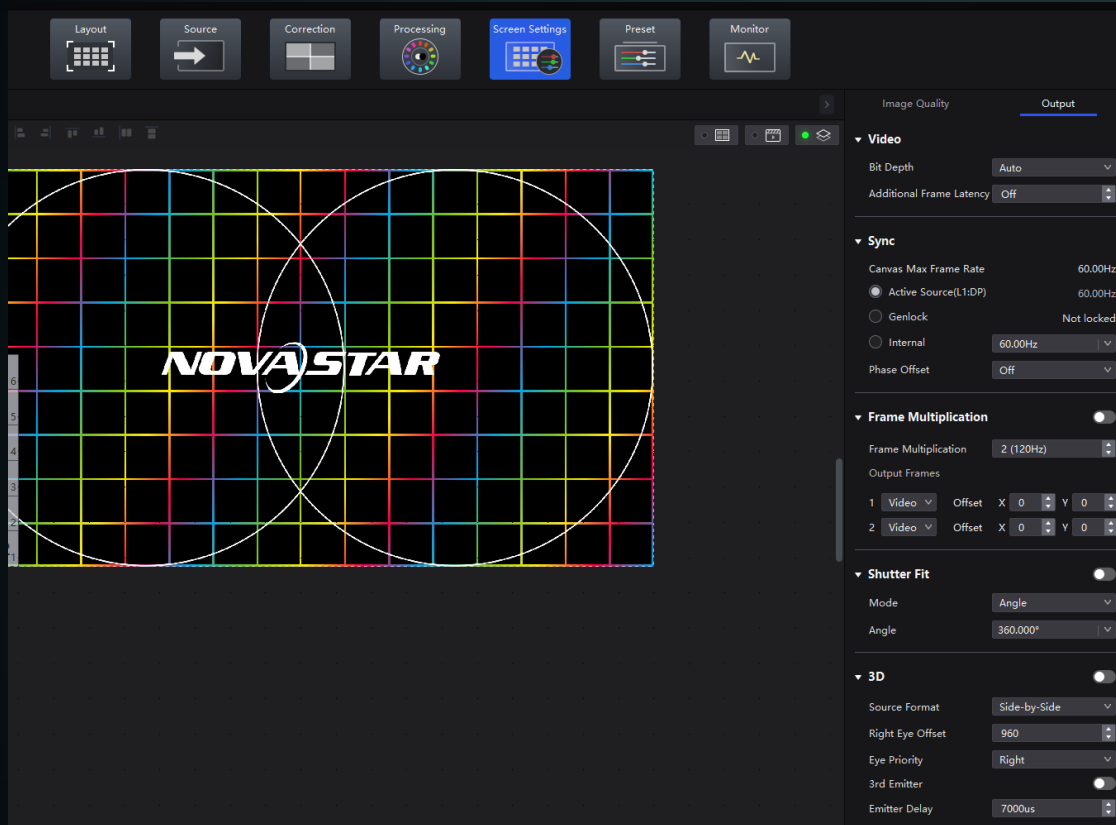 Layout
Source
Correction
Processing
Screen Settings
Preset
Monitor
Image Quality
Output
Video
Bit Depth Auto
Additional Frame Latency Off
Sync
Canvas Max Frame Rate 60.00Hz
Active Source(L1:DP) 60.00Hz
Genlock Not locked
Internal 60.00Hz
Phase Offset Off
NOVASTAR
6
5
4
3
2
1
Frame Multiplication
Frame Multiplication 2 (120Hz)
Output Frames
1 Video Offset X 0 Y 0
2 Video Offset X 0 Y 0
Shutter Fit
Mode Angle
Angle 360.000°
3D
Source Format Side-by-Side
Right Eye Offset 960
Eye Priority Right
3rd Emitter
Emitter Delay 7000us